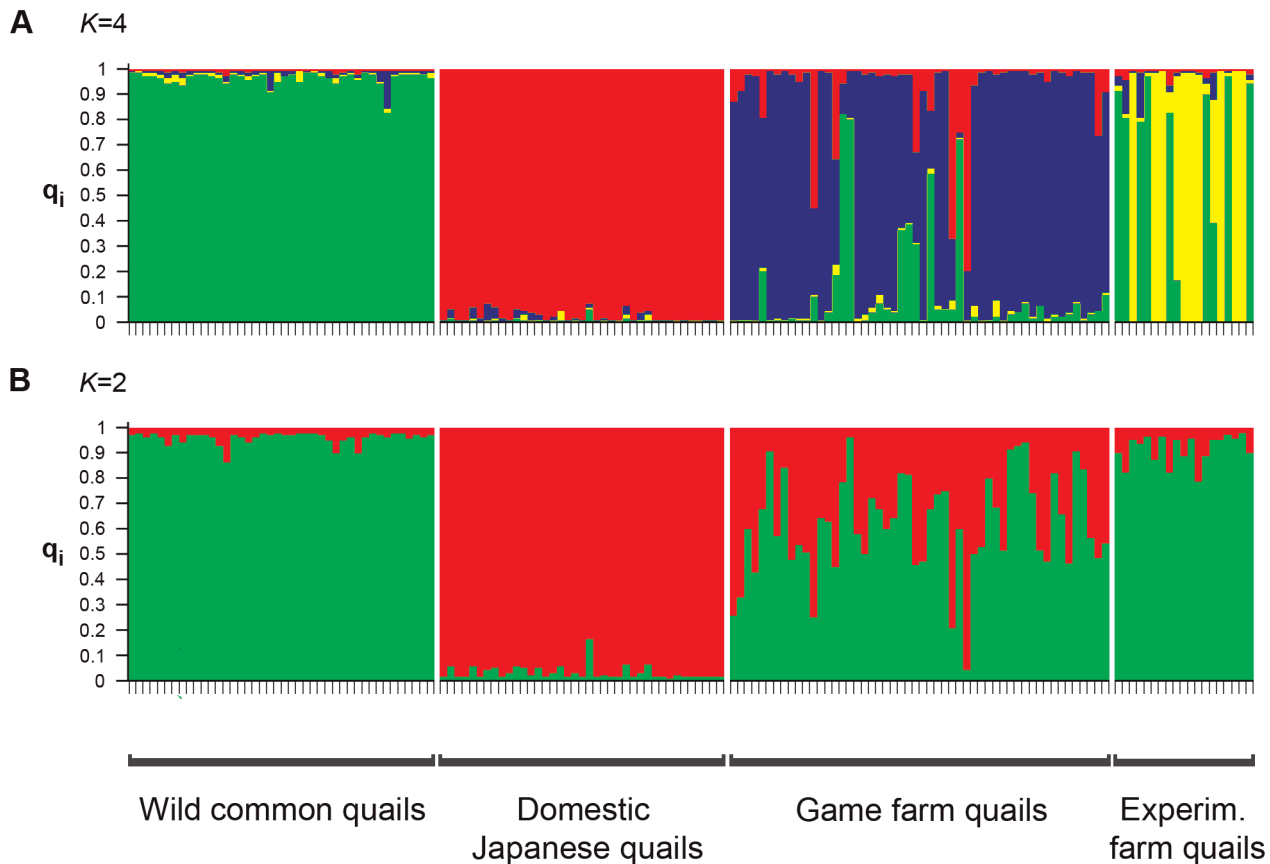 A K=4
1
0.9
0.8
0.7
0.6
0.5
0.4
0.3
0.2
0.1
0
qi
B K=2
1
0.9
0.8
0.7
0.6
0.5
0.4
0.3
0.2
0.1
0
qi
Wild common quails
Domestic
Japanese quails
Game farm quails
Experim.
farm quails